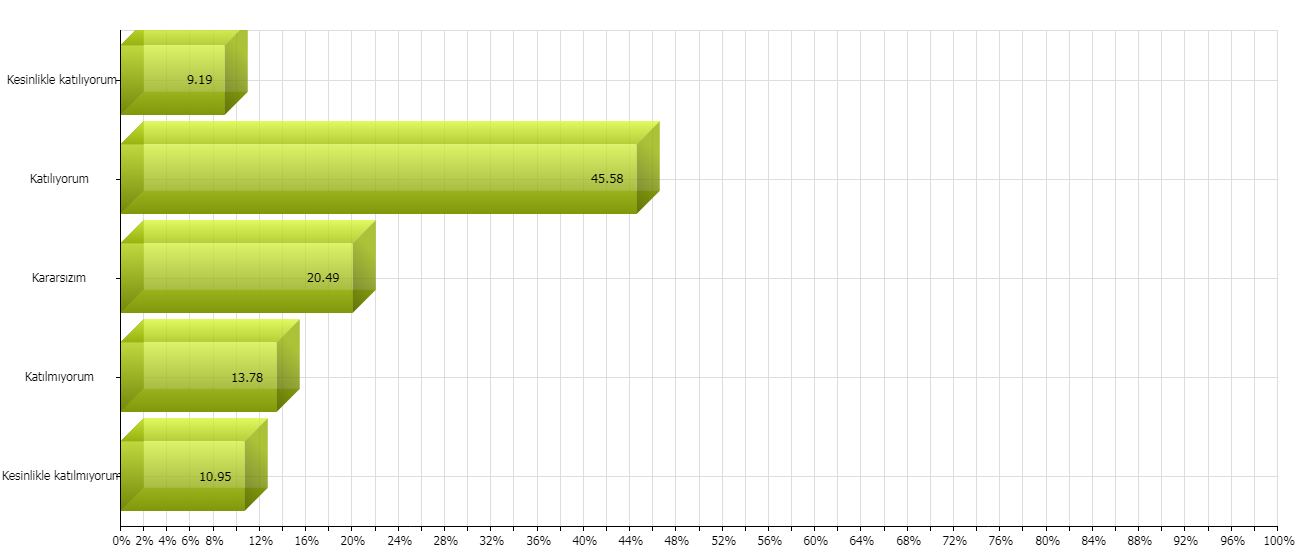 Kesinlikle katılıyorum 9.19
Katılıyorum 45.58
Kararsızım 20.49
Katılmıyorum 13.78
Kesinlikle katılmıyorum 10.95
0% 2% 4% 6% 8% 12% 16% 20% 24% 28% 32% 36% 40% 44% 48% 52% 56% 60% 64% 68% 72% 76% 80% 84% 88% 92% 96% 100%